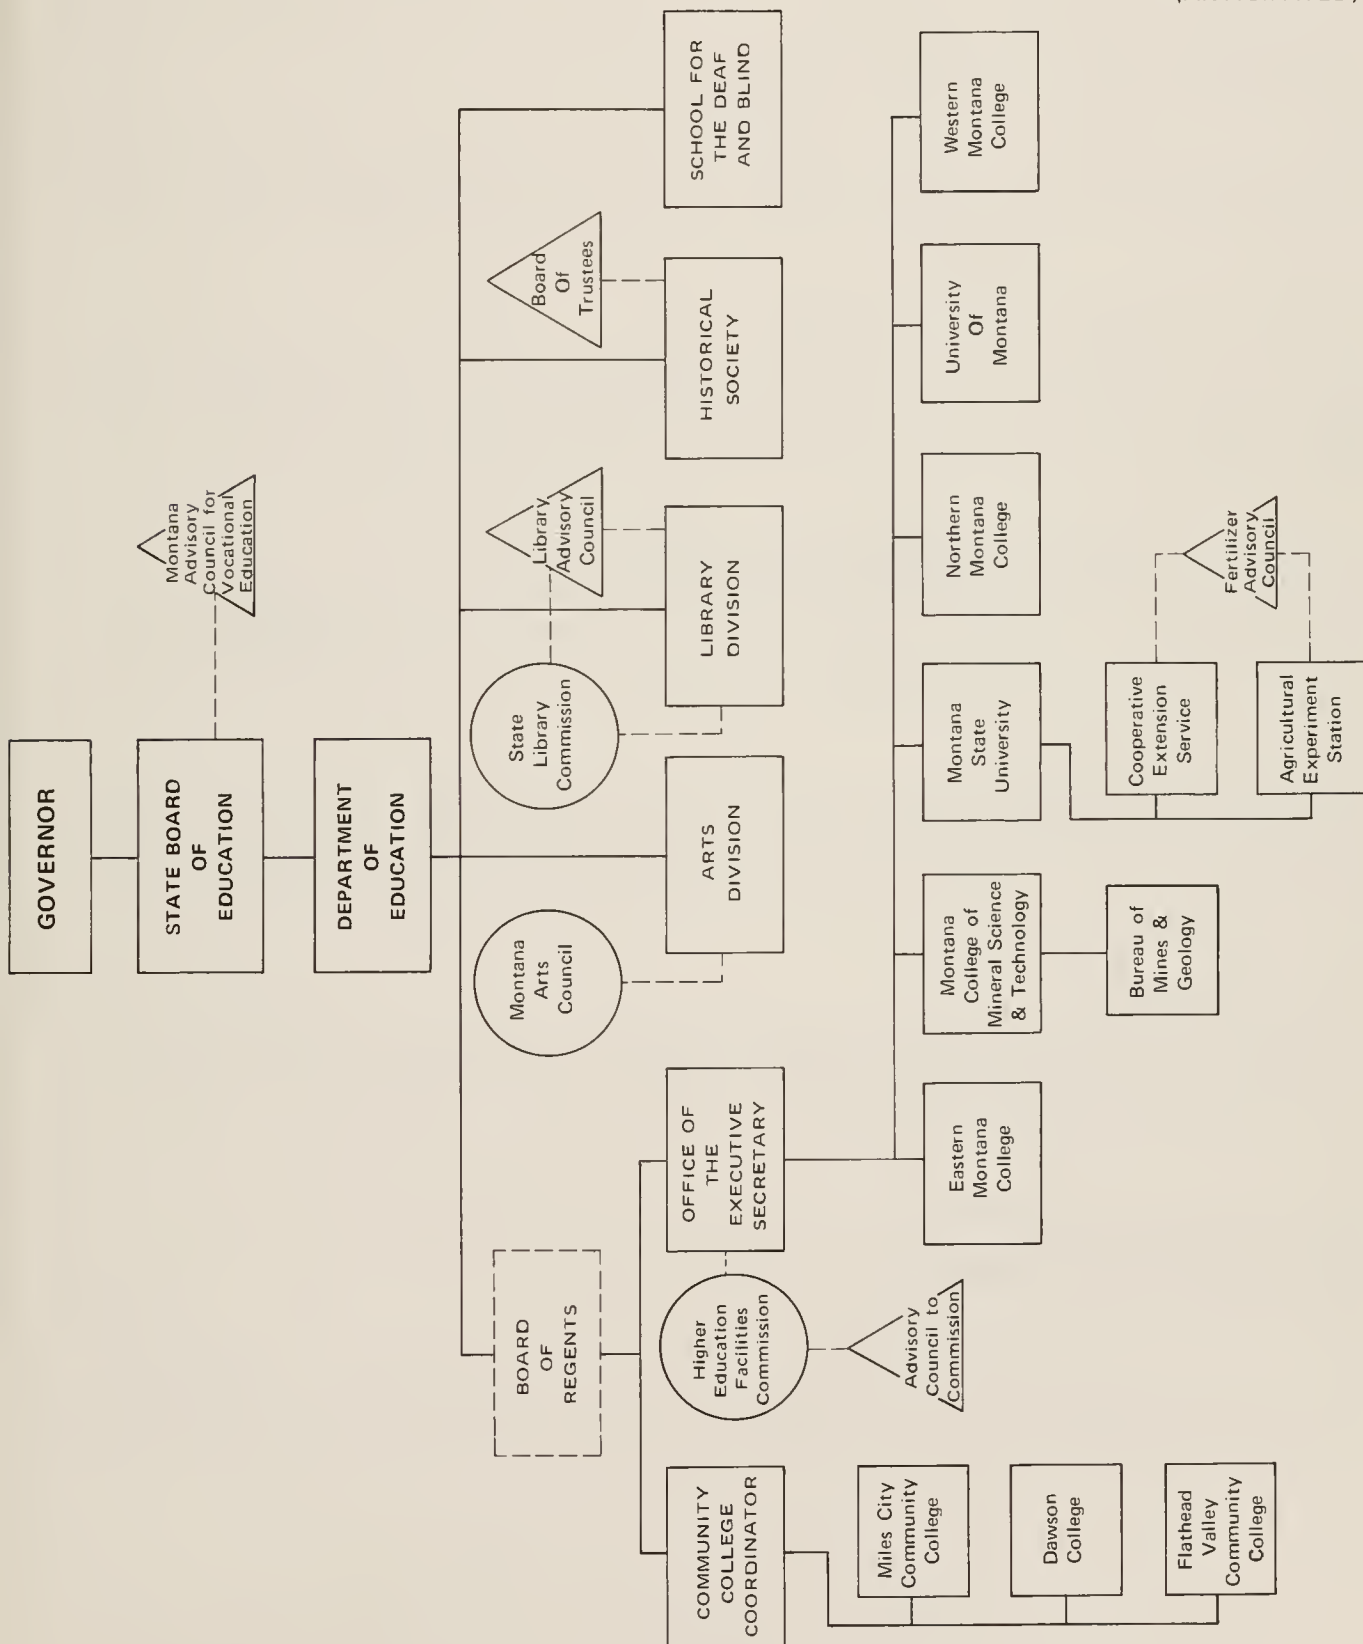 GOVERNOR
STATE BOARD
OF
EDUCATION
Montana
Advisory
Council for
Vocational
Education
DEPARTMENT
OF
EDUCATION
BOARD
OF
REGENTS
Montana
Arts
Council
State
Library
Commission
Library
Advisory
Council
Board
Of
Trustees
COMMUNITY
COLLEGE
COORDINATOR
Higher
Education
Facilities
Commission
OFFICE OF
THE
EXECUTIVE
SECRETARY
ARTS
DIVISION
LIBRARY
DIVISION
HISTORICAL
SOCIETY
SCHOOL FOR
THE DEAF
AND BLIND
Advisory
Council to
Commission
Miles City
Community
College
Dawson
College
Flathead
Valley
Community
College
Eastern
Montana
College
Montana
College of
Mineral Science
& Technology
Montana
State
University
Northern
Montana
College
University
Of
Montana
Western
Montana
College
Bureau of
Mines &
Geology
Cooperative
Extension
Service
Agricultural
Experiment
Station
Fertilizer
Advisory
Council